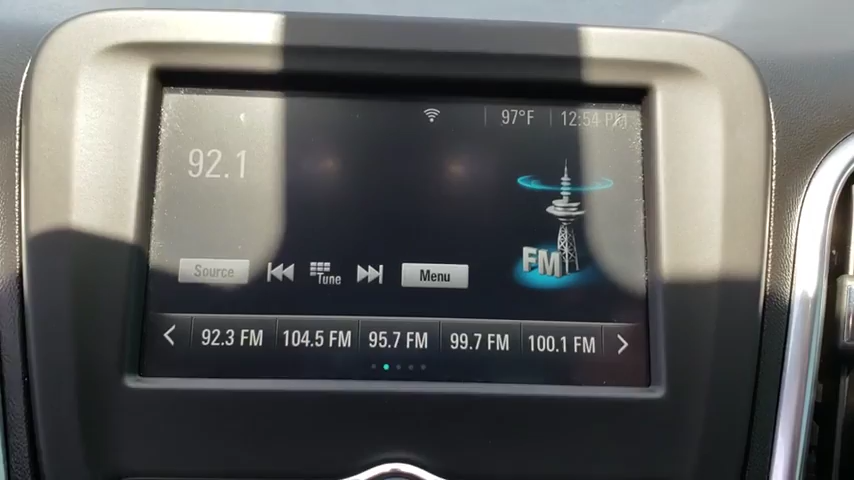 97°F 12:54 PM
92.1
FM
Source Tune Menu
92.3 FM 104.5 FM 95.7 FM 99.7 FM 100.1 FM